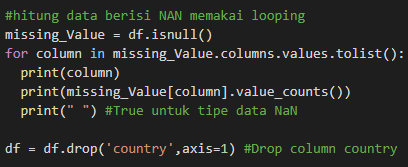 #hitung data berisi NAN memakai looping
missing_Value = df.isnull()
for column in missing_Value.columns.values.tolist():
  print(column)
  print(missing_Value[column].value_counts())
  print(" ") #True untuk tipe data NaN

df = df.drop('country',axis=1) #Drop column country